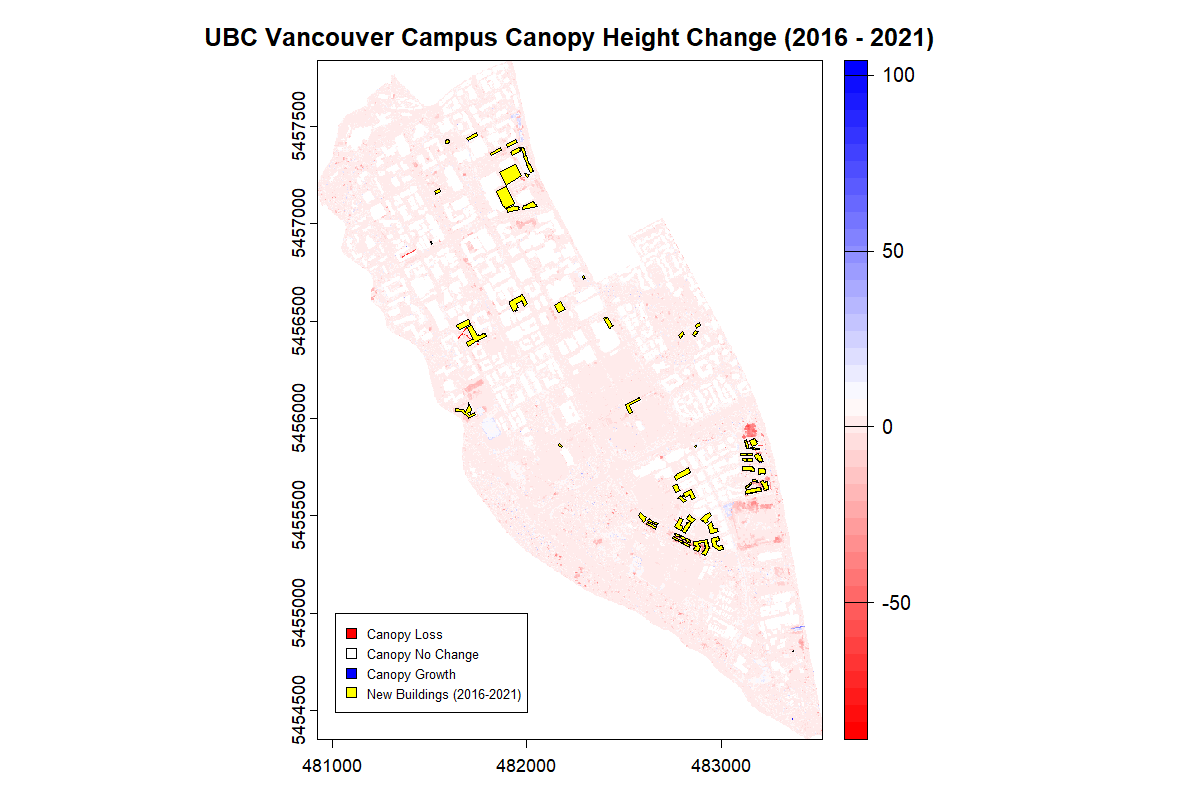 UBC Vancouver Campus Canopy Height Change (2016 - 2021)
5457500
5457000
5456500
5456000
5455500
5455000
5454500
481000
482000
483000
100
50
0
-50
Canopy Loss
Canopy No Change
Canopy Growth
New Buildings (2016-2021)